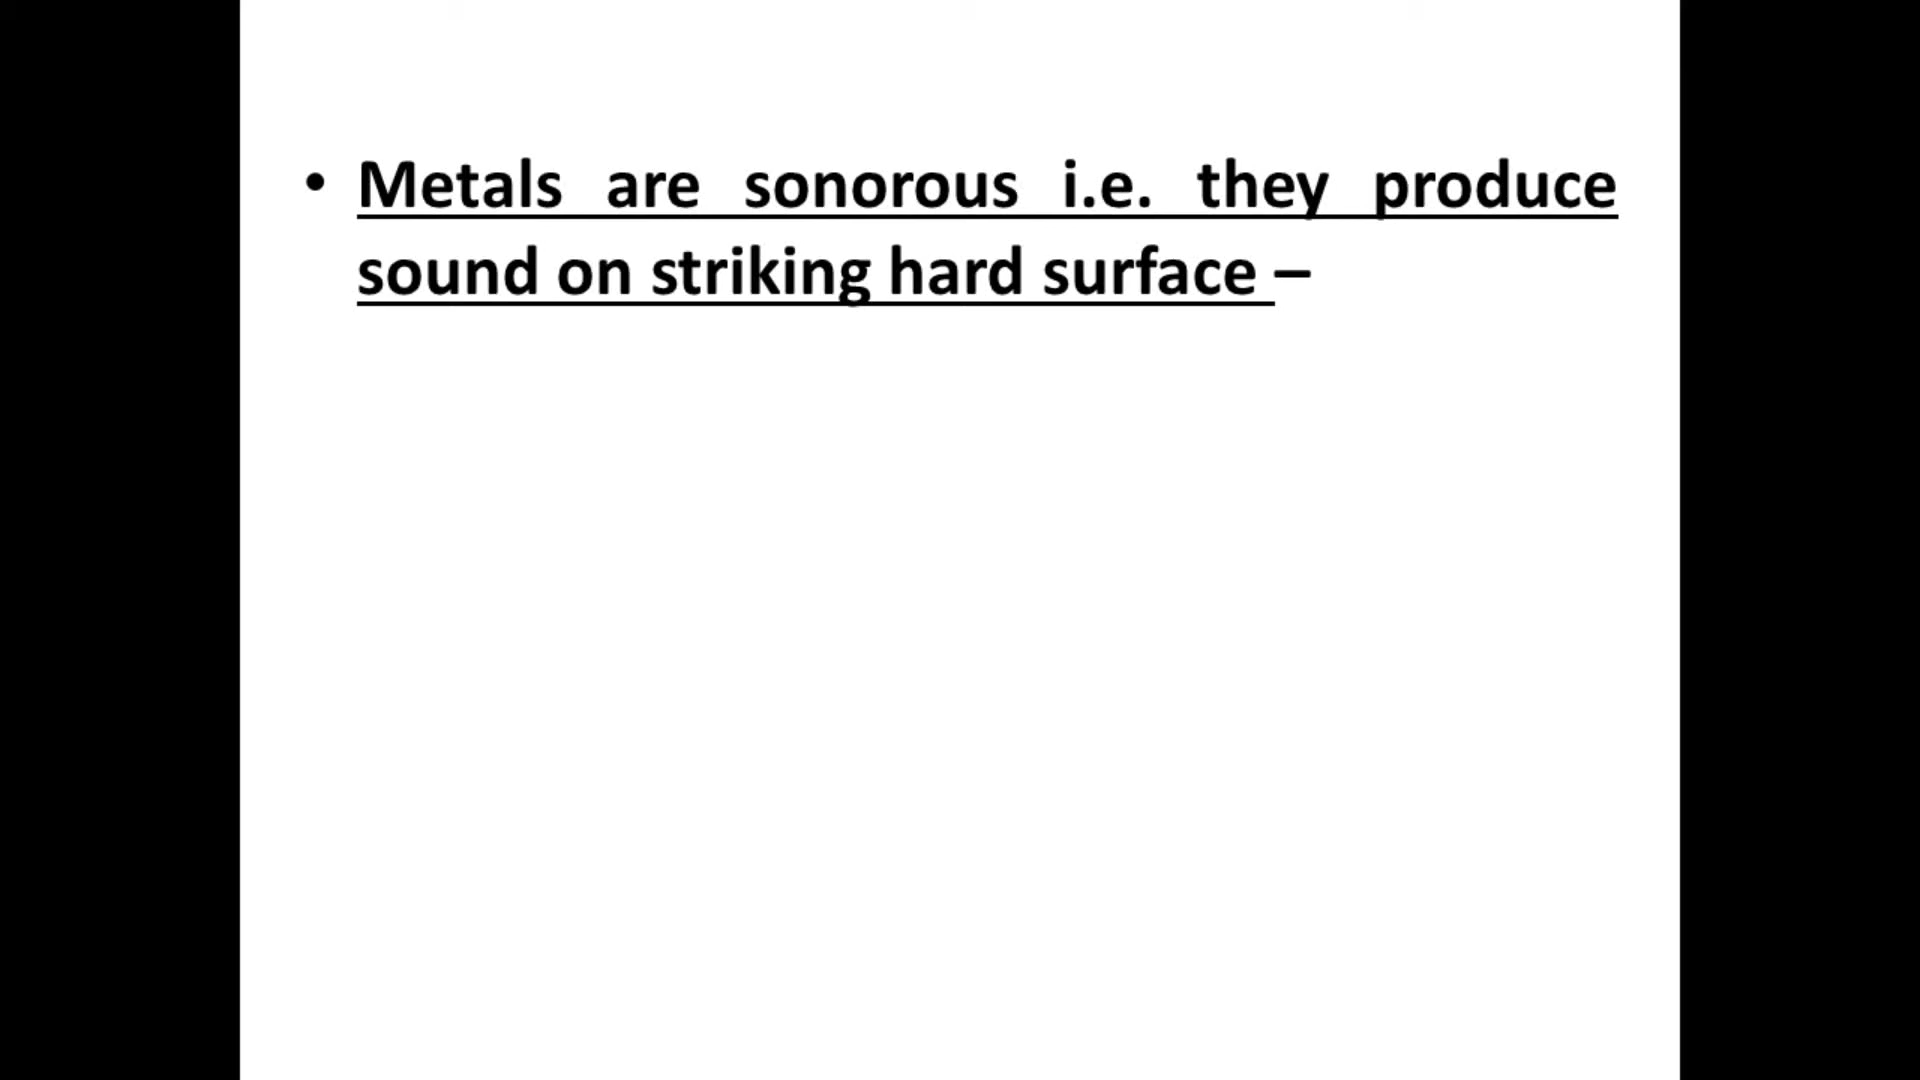 • Metals are sonorous i.e. they produce
sound on striking hard surface –